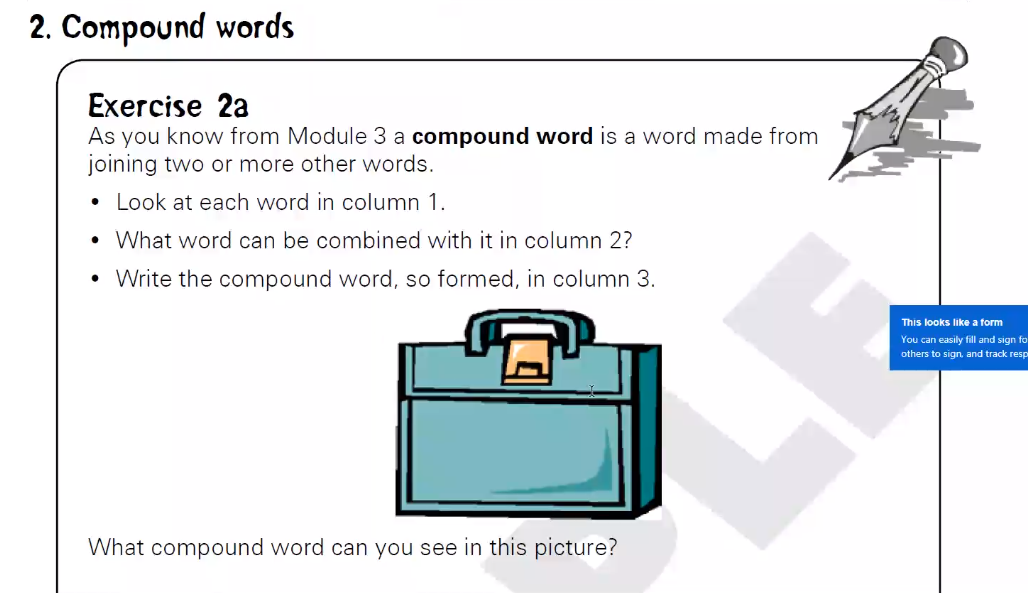 2. Compound words
Exercise 2a
As you know from Module 3 a compound word is a word made from
joining two or more other words.
• Look at each word in column 1.
• What word can be combined with it in column 2?
• Write the compound word, so formed, in column 3.
This looks like a form
You can easily fill and sign
others to sign, and track
What compound word can you see in this picture?